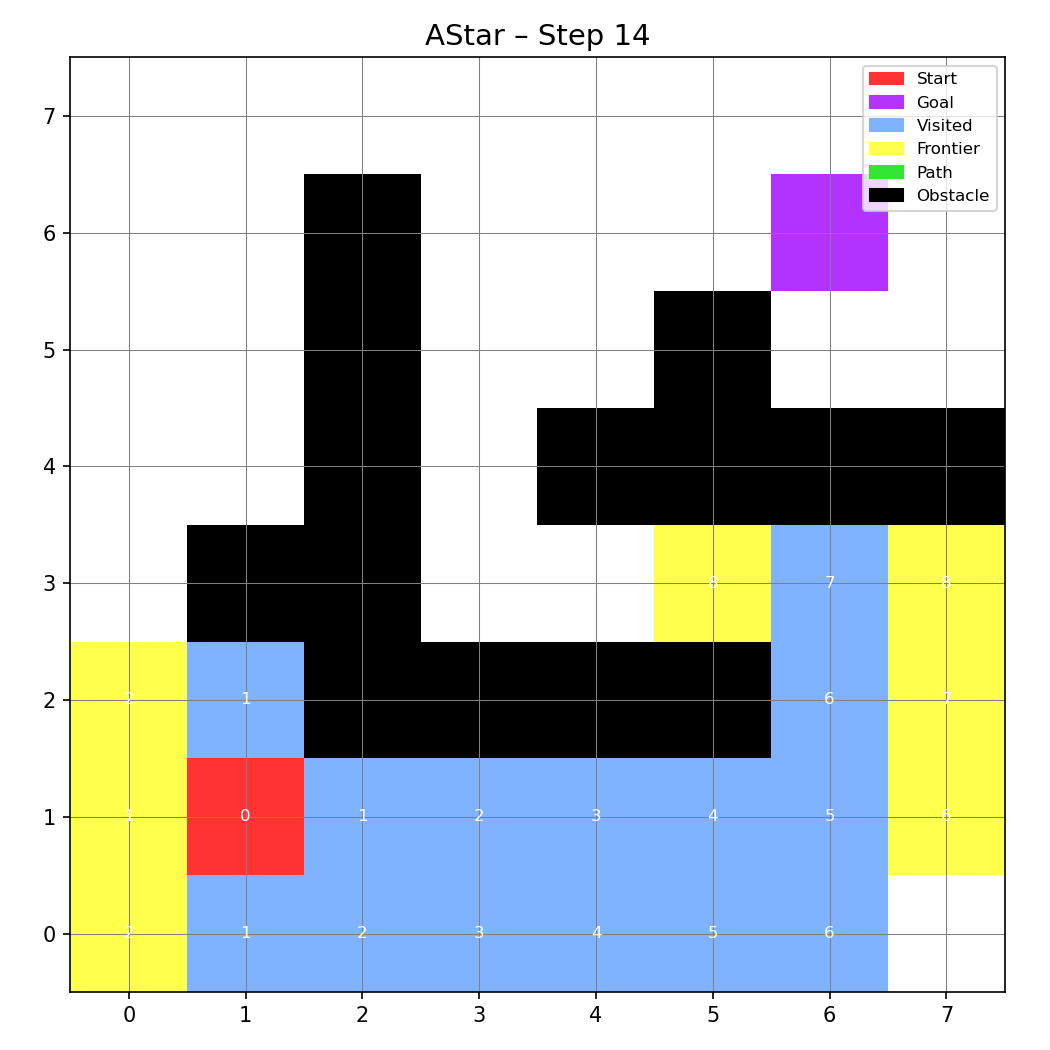 AStar – Step 14
Start
Goal
Visited
Frontier
Path
Obstacle
7
6
5
4
3 8 7 8
2 2 1 6 7
1 1 0 1 2 3 4 5 6
0 2 1 2 3 4 5 6
0 1 2 3 4 5 6 7